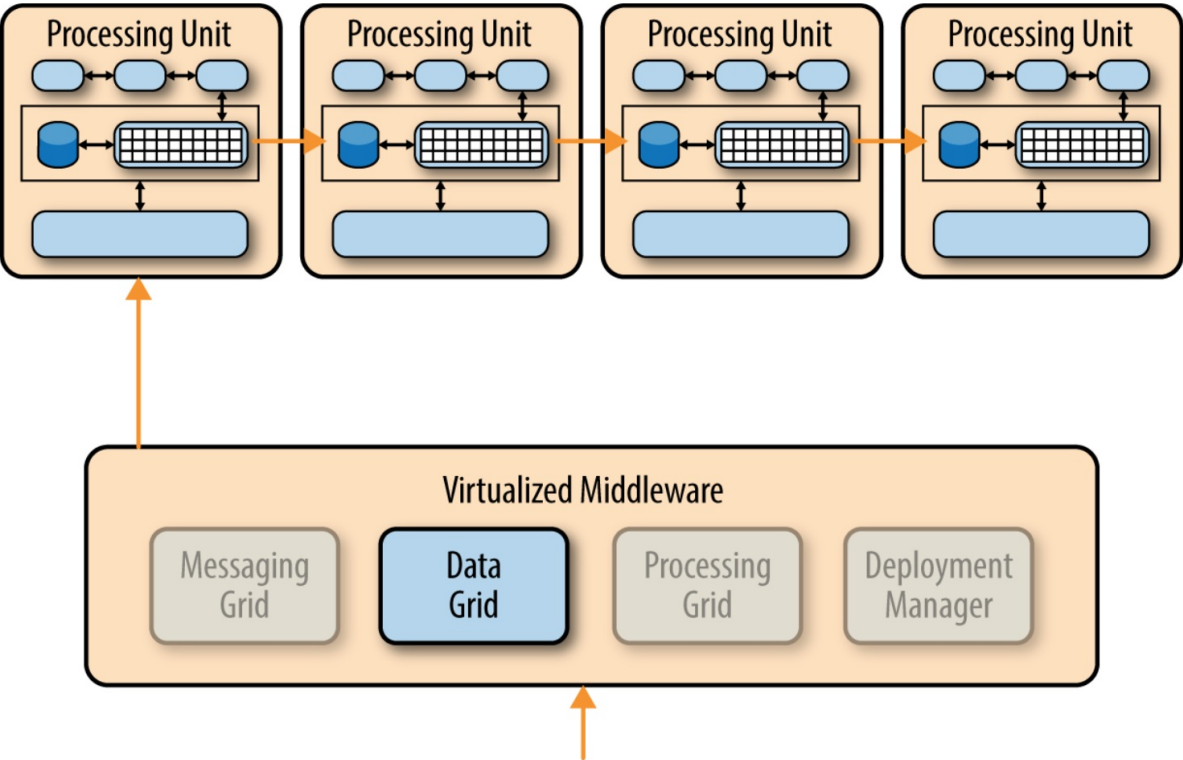 Processing Unit
Processing Unit
Processing Unit
Processing Unit
Virtualized Middleware
Messaging
Grid
Data
Grid
Processing
Grid
Deployment
Manager